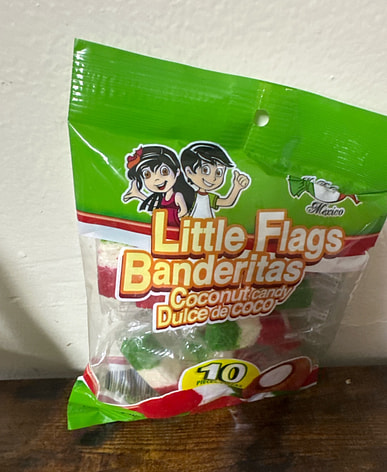 México
Little Flags
Banderitas
Coconut candy
Dulce de coco
10